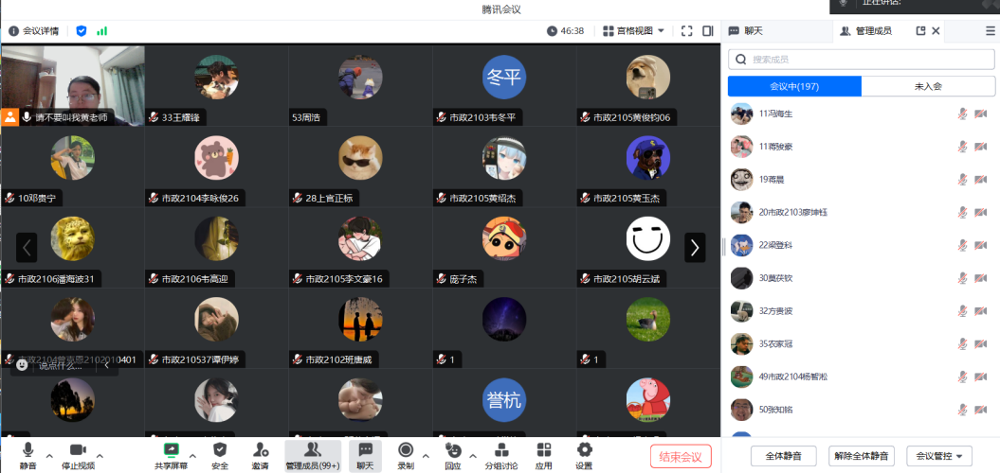 腾讯会议
正在讲话:
会议详情
46:38
宫格视图
聊天
管理成员
搜索成员
会议中(197)
未入会
请不要叫我黄老师
33王耀锋
53周浩
冬平
市政2103韦冬平
市政2105黄俊钧06
10邓贵宁
市政2104李咏俊26
28上官正标
市政2105黄绍杰
市政2105黄玉杰
市政2106潘海波31
市政2106韦高迎
市政2105李文豪16
庞子杰
市政2105胡云斌
说点什么...
市政210537谭伊婷
市政2102班唐威
1
1
誉杭
11冯海生
11蒋骏豪
19蒋晨
20市政2103廖坤钰
22梁登科
30莫茯钦
32方贵波
35农家冠
49市政2104杨智淞
50张知铭
静音
停止视频
共享屏幕
安全
邀请
管理成员(99+)
聊天
录制
回应
分组讨论
应用
设置
结束会议
全体静音
解除全体静音
会议管控